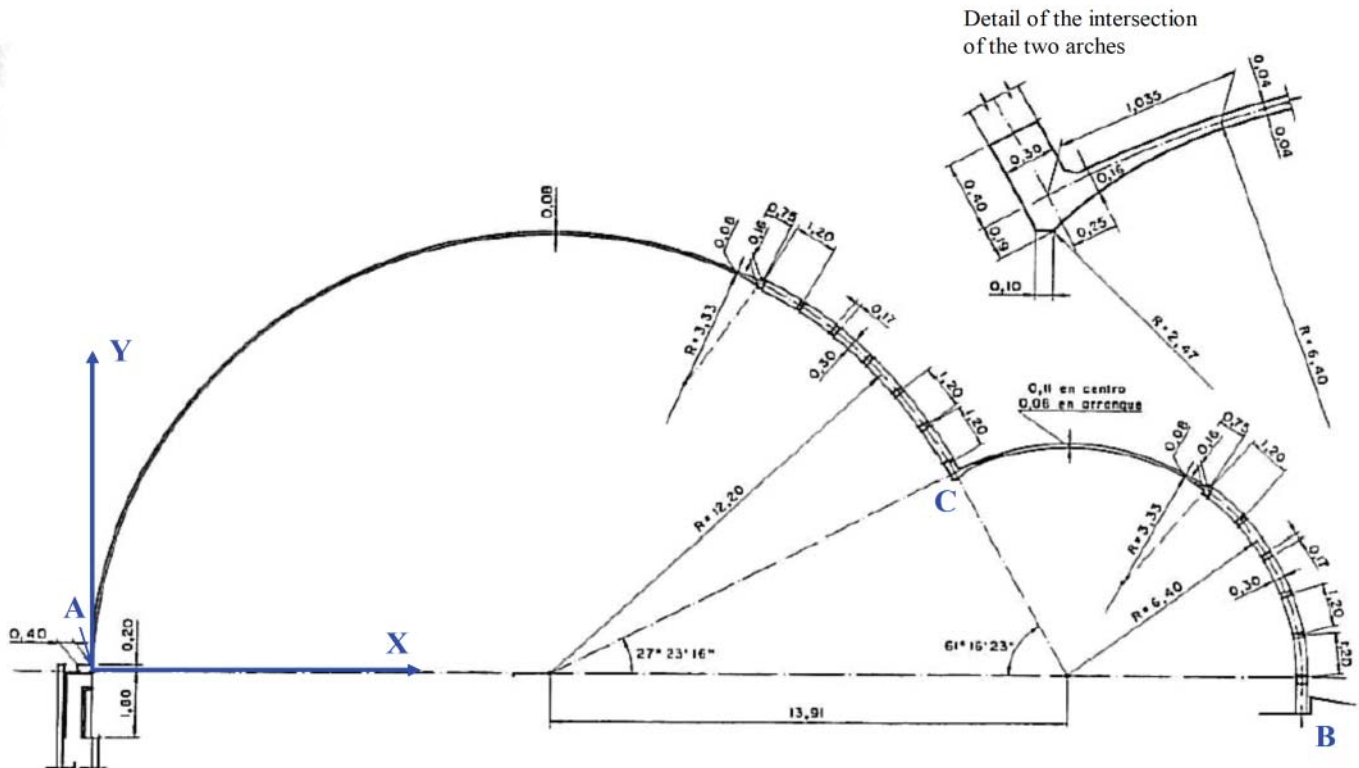 Detail of the intersection
of the two arches
0,04
1,035
0,30
0,16
0,04
0,40
0,19
0,25
0,10
R=2,47
R=6,40
0,08
0,08
0,16
0,75
1,20
R=3,33
0,17
0,30
1,20
1,20
0,11 en centro
0,06 en arranque
0,08
0,16
0,75
1,20
R=12,20
C
R=3,33
0,17
R=6,40
0,30
1,20
1,20
Y
A
X
0,40
0,20
27° 23' 16"
61° 16' 23"
1,80
13,91
B